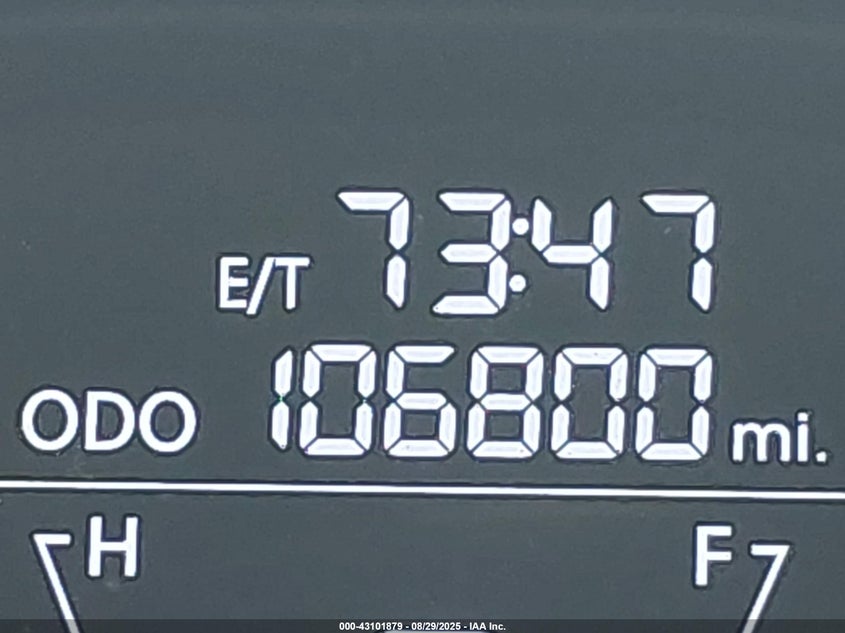 E/T 73:47
ODO 106800 mi.
H F
000-43101879 - 08/29/2025 - IAA Inc.